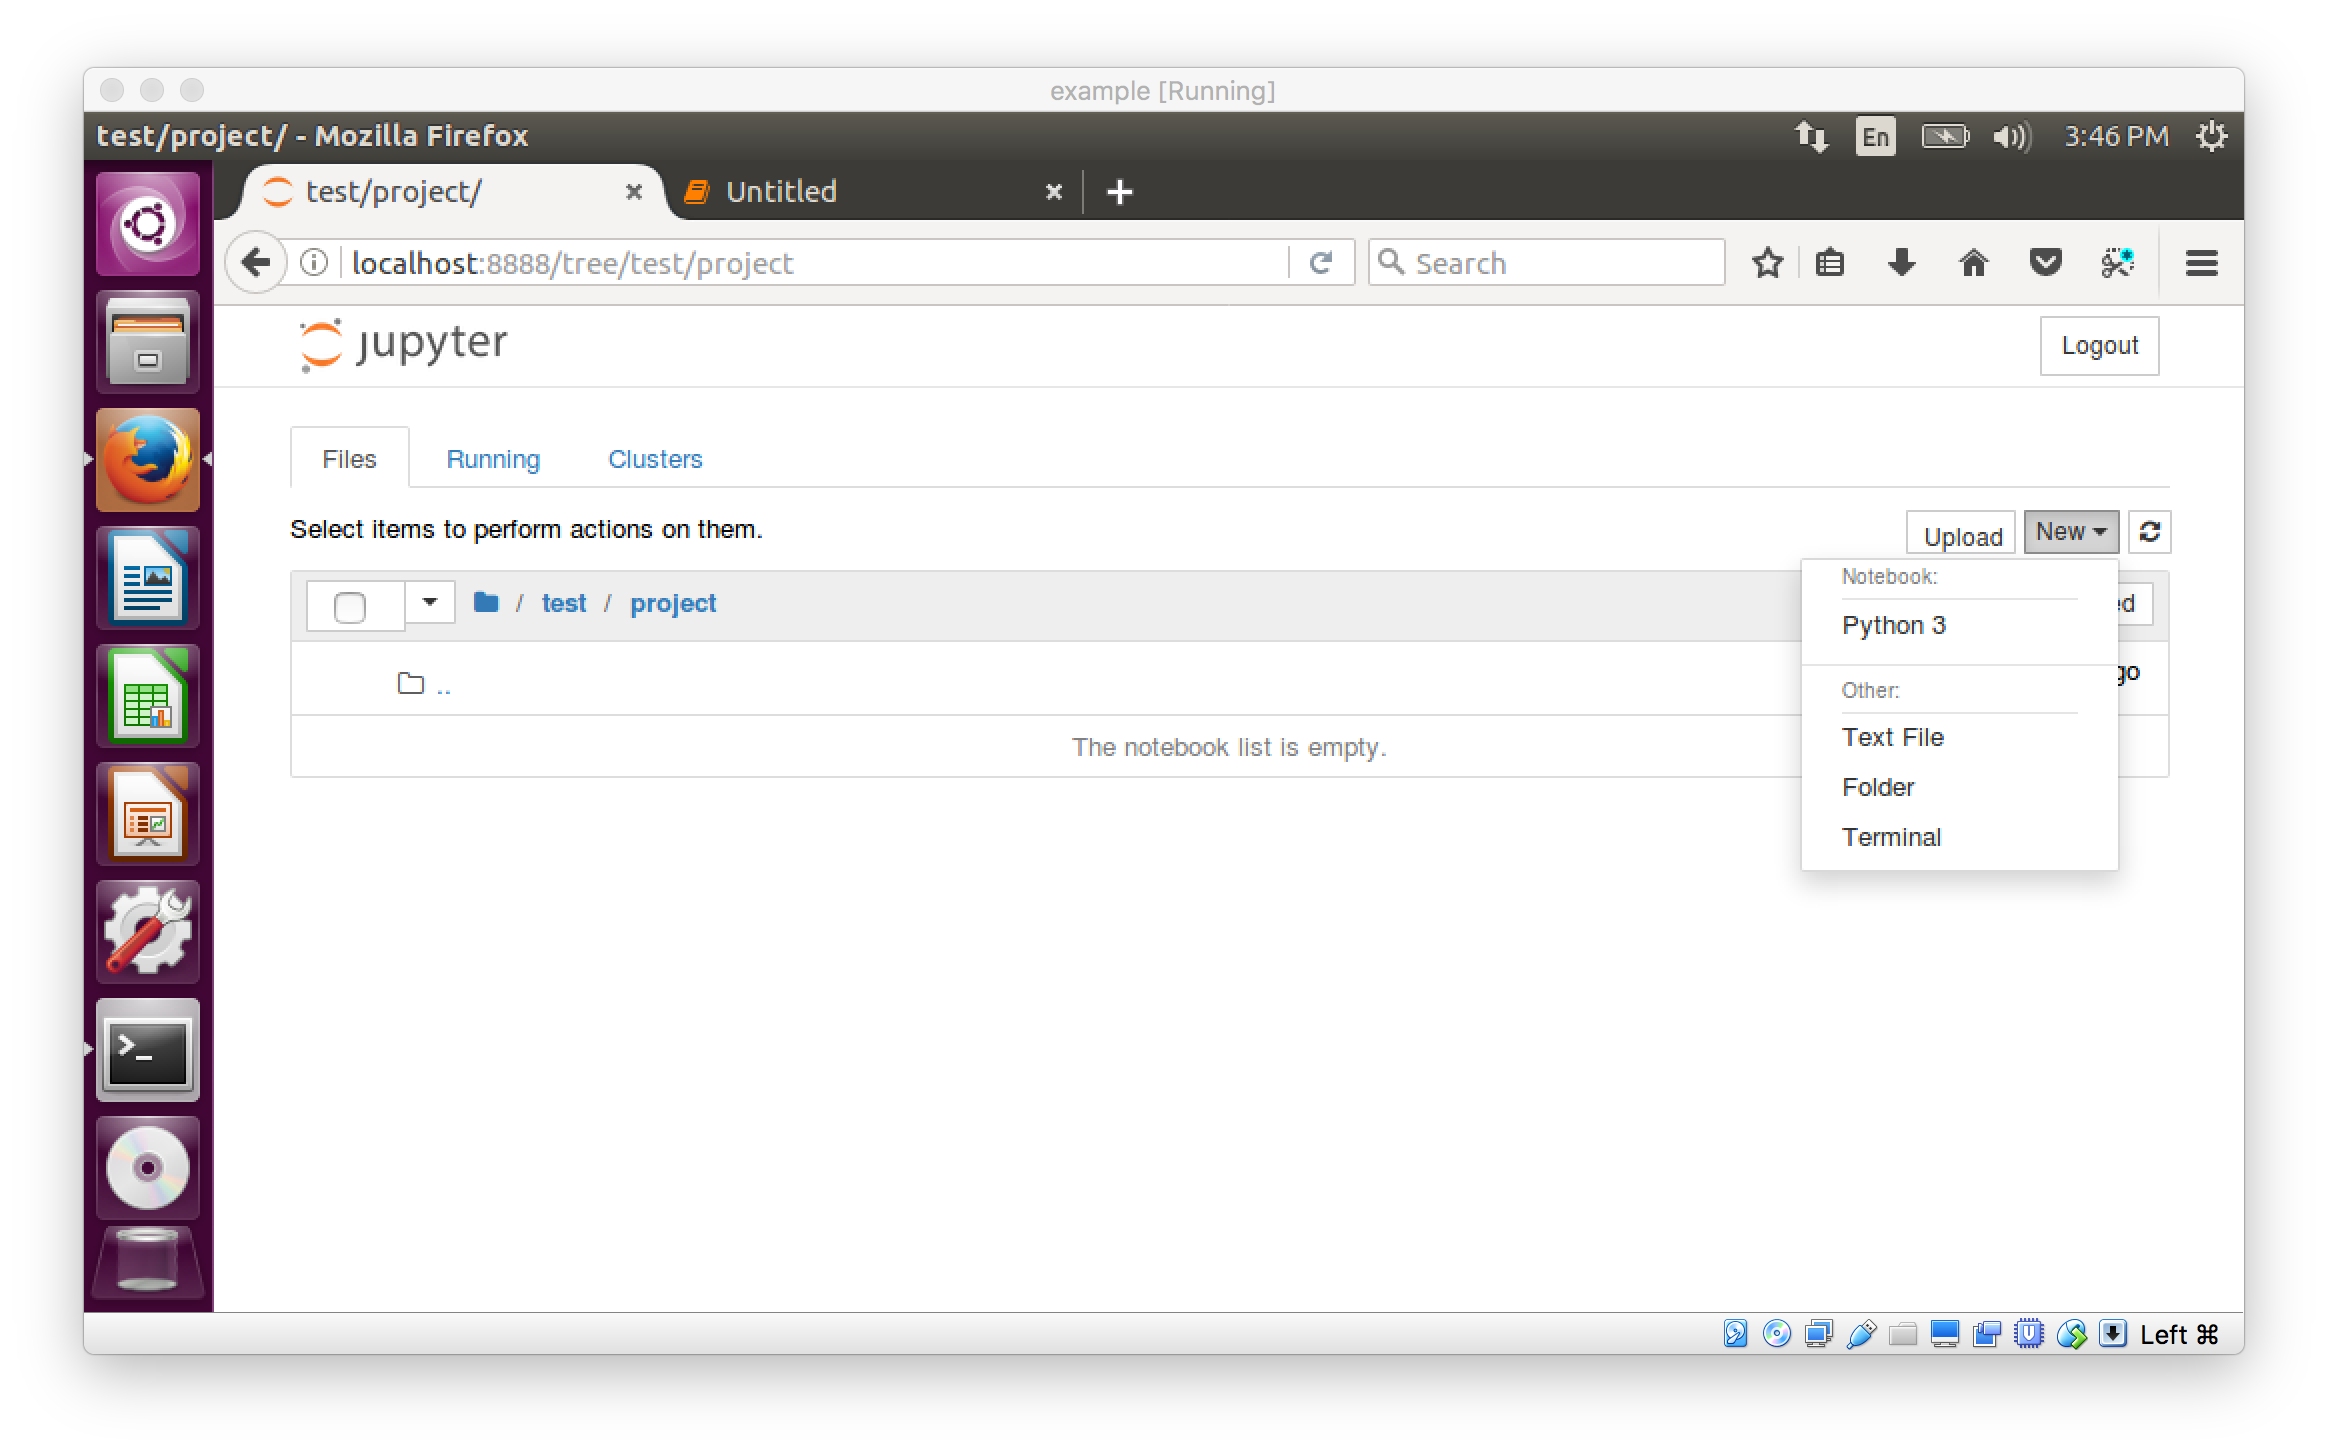 example [Running]
test/project/ - Mozilla Firefox
En
3:46 PM
test/project/
Untitled
localhost:8888/tree/test/project
Search
jupyter
Logout
Files
Running
Clusters
Select items to perform actions on them.
Upload
New
/ test / project
Notebook:
ed
Python 3
..
go
Other:
Text File
The notebook list is empty.
Folder
Terminal
Left ⌘